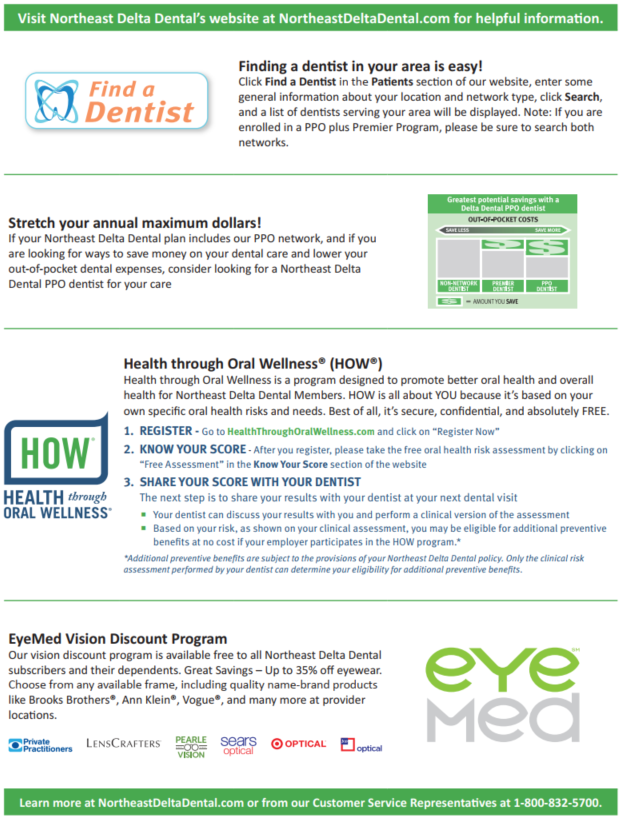 Visit Northeast Delta Dental's website at NortheastDeltaDental.com for helpful information.
Find a
Dentist
Finding a dentist in your area is easy!
Click Find a Dentist in the Patients section of our website, enter some
general information about your location and network type, click Search,
and a list of dentists serving your area will be displayed. Note: If you are
enrolled in a PPO plus Premier Program, please be sure to search both
networks.
Stretch your annual maximum dollars!
If your Northeast Delta Dental plan includes our PPO network, and if you
are looking for ways to save money on your dental care and lower your
out-of-pocket dental expenses, consider looking for a Northeast Delta
Dental PPO dentist for your care
Greatest potential savings with a
Delta Dental PPO dentist
OUT-OF-POCKET COSTS
SAVE LESS SAVE MORE
$ $
NON-NETWORK
DENTIST
PREMIER
DENTIST
PPO
DENTIST
$ = AMOUNT YOU SAVE
HOW®
HEALTH through
ORAL WELLNESS®
Health through Oral Wellness® (HOW®)
Health through Oral Wellness is a program designed to promote better oral health and overall
health for Northeast Delta Dental Members. HOW is all about YOU because it's based on your
own specific oral health risks and needs. Best of all, it's secure, confidential, and absolutely FREE.
1. REGISTER - Go to HealthThroughOralWellness.com and click on "Register Now"
2. KNOW YOUR SCORE - After you register, please take the free oral health risk assessment by clicking on
"Free Assessment" in the Know Your Score section of the website
3. SHARE YOUR SCORE WITH YOUR DENTIST
The next step is to share your results with your dentist at your next dental visit
▪ Your dentist can discuss your results with you and perform a clinical version of the assessment
▪ Based on your risk, as shown on your clinical assessment, you may be eligible for additional preventive
benefits at no cost if your employer participates in the HOW program.*
*Additional preventive benefits are subject to the provisions of your Northeast Delta Dental policy. Only the clinical risk
assessment performed by your dentist can determine your eligibility for additional preventive benefits.
EyeMed Vision Discount Program
Our vision discount program is available free to all Northeast Delta Dental
subscribers and their dependents. Great Savings – Up to 35% off eyewear.
Choose from any available frame, including quality name-brand products
like Brooks Brothers®, Ann Klein®, Vogue®, and many more at provider
locations.
eye
Med
Private
Practitioners
LENSCRAFTERS
PEARLE
VISION
sears
optical
OPTICAL
optical
Learn more at NortheastDeltaDental.com or from our Customer Service Representatives at 1-800-832-5700.